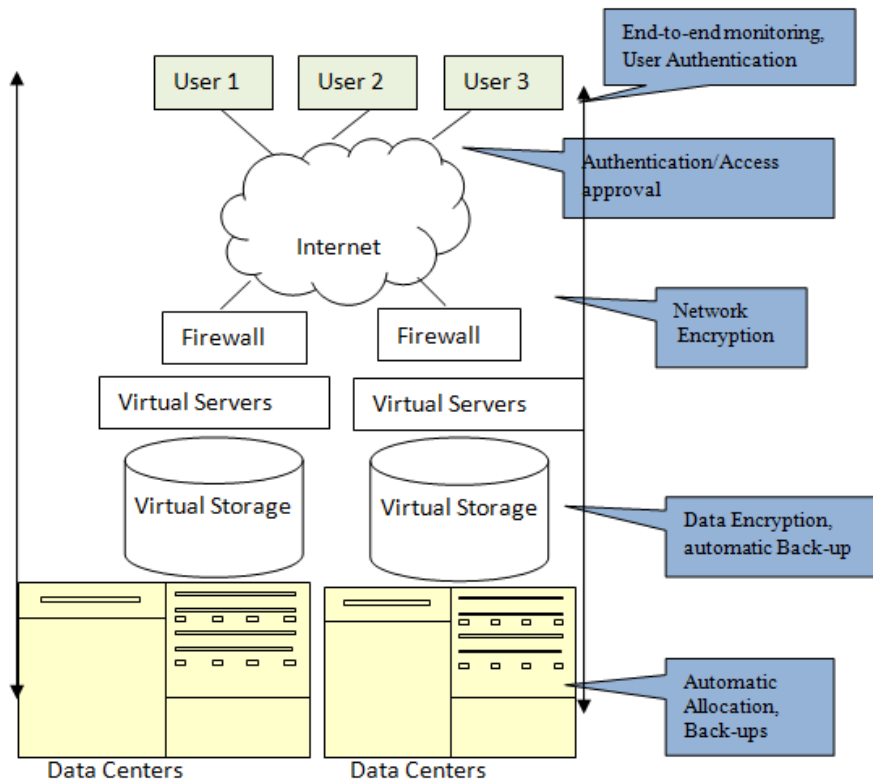 End-to-end monitoring,
User Authentication
User 1
User 2
User 3
Authentication/Access
approval
Internet
Network
Encryption
Firewall
Firewall
Virtual Servers
Virtual Servers
Virtual Storage
Virtual Storage
Data Encryption,
automatic Back-up
Automatic
Allocation,
Back-ups
Data Centers
Data Centers